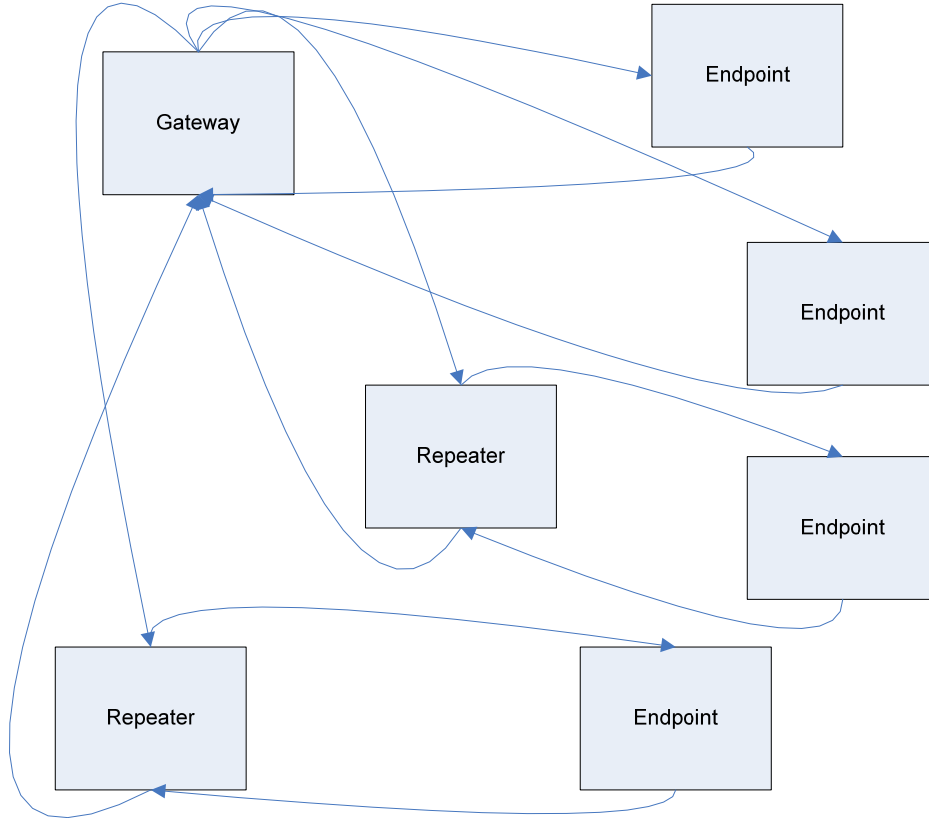 Endpoint
Gateway
Endpoint
Repeater
Endpoint
Repeater
Endpoint